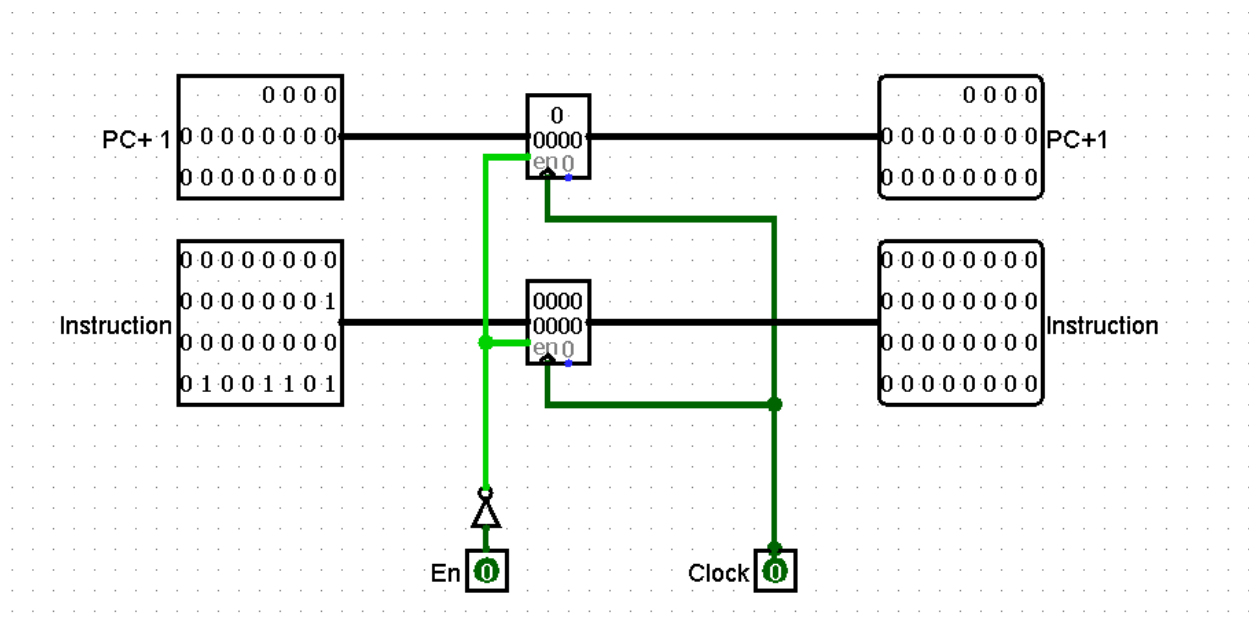 0 0 0 0
PC+ 1
0 0 0 0 0 0 0 0
0 0 0 0 0 0 0 0
0
0000
en 0
0 0 0 0
0 0 0 0 0 0 0 0
PC+1
0 0 0 0 0 0 0 0
0 0 0 0 0 0 0 0
0 0 0 0 0 0 0 1
Instruction
0 0 0 0 0 0 0 0
0 1 0 0 1 1 0 1
0000
0000
en 0
0 0 0 0 0 0 0 0
0 0 0 0 0 0 0 0
Instruction
0 0 0 0 0 0 0 0
0 0 0 0 0 0 0 0
En 0
Clock 0